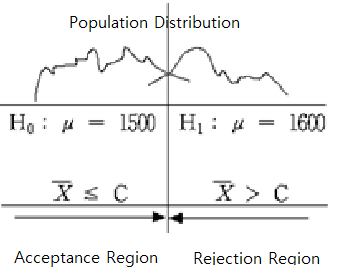 Population Distribution
H₀ : μ = 1500 H₁ : μ = 1600
X̄ ≤ C X̄ > C
Acceptance Region Rejection Region